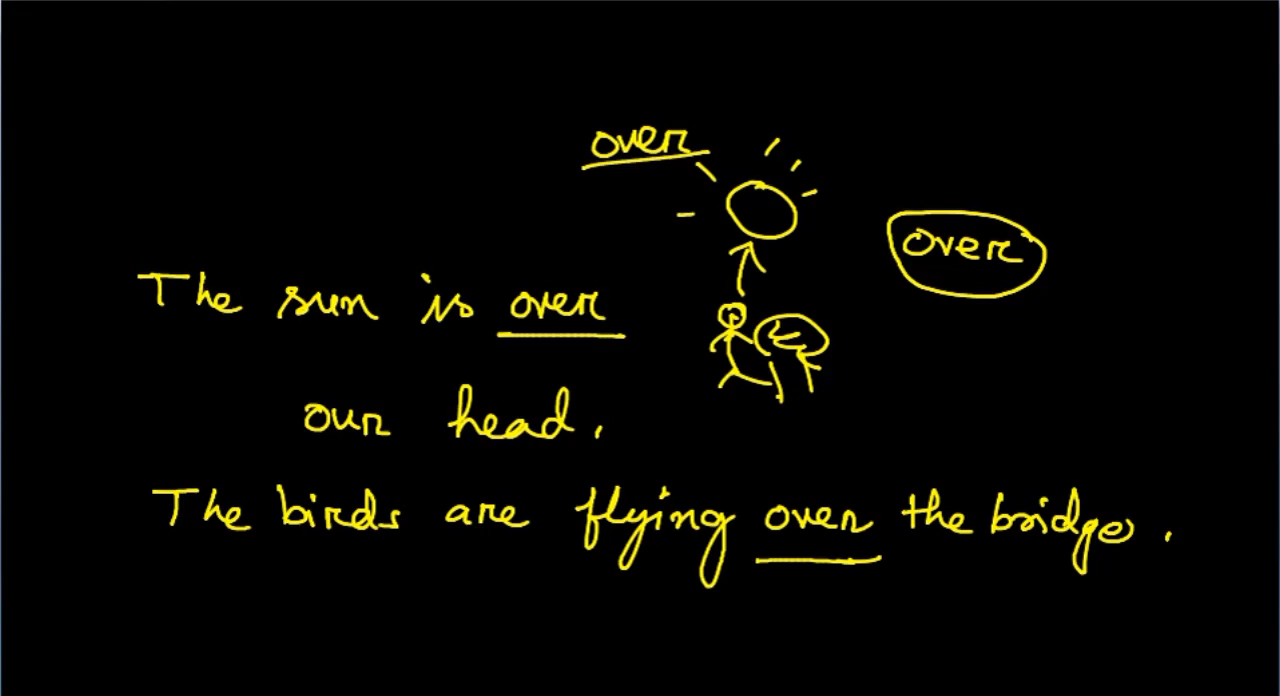 over
over
The sun is over
our head.
The birds are flying over the bridge.